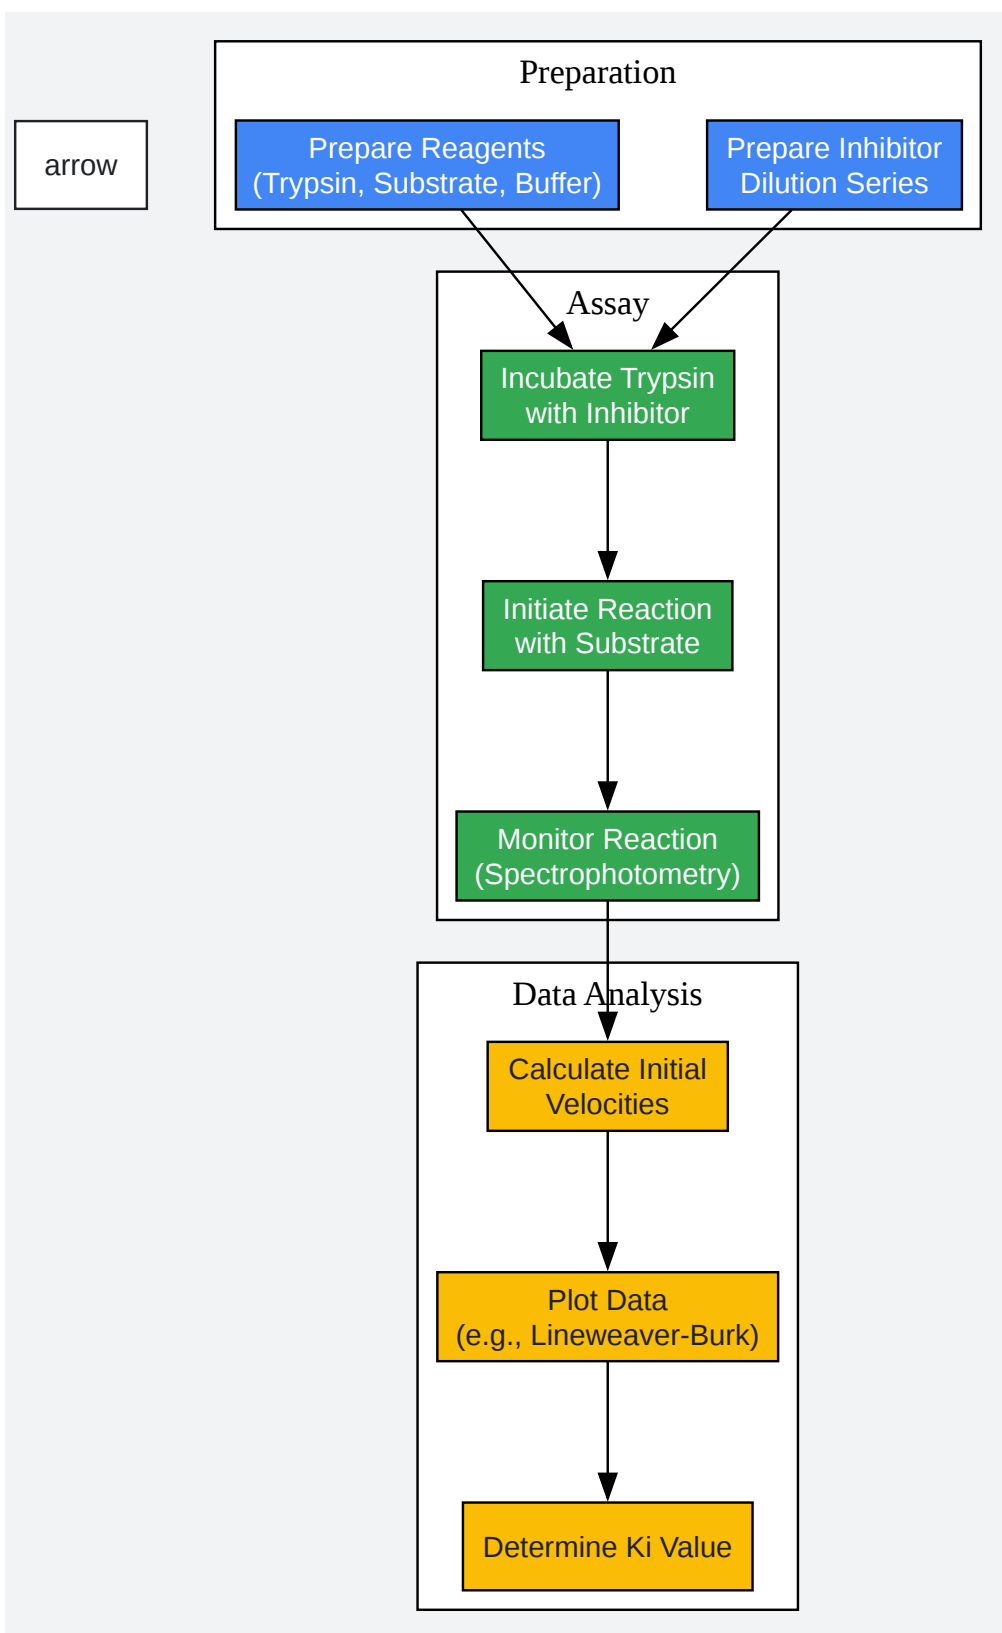 Preparation
arrow
Prepare Reagents
(Trypsin, Substrate, Buffer)
Prepare Inhibitor
Dilution Series
Assay
Incubate Trypsin
with Inhibitor
Initiate Reaction
with Substrate
Monitor Reaction
(Spectrophotometry)
Data Analysis
Calculate Initial
Velocities
Plot Data
(e.g., Lineweaver-Burk)
Determine Ki Value